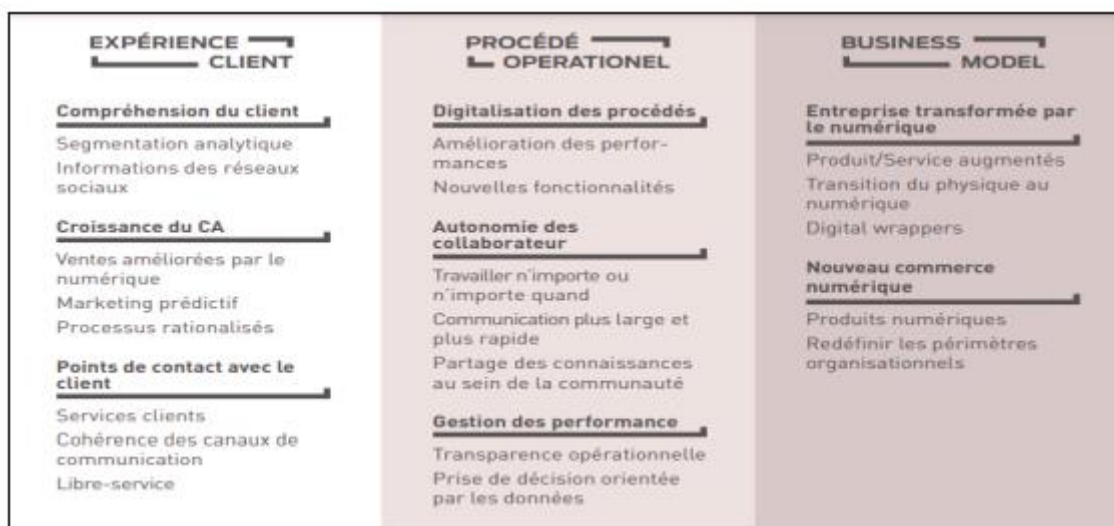 EXPÉRIENCE
CLIENT
Compréhension du client
Segmentation analytique
Informations des réseaux
sociaux
Croissance du CA
Ventes améliorées par le
numérique
Marketing prédictif
Processus rationalisés
Points de contact avec le
client
Services clients
Cohérence des canaux de
communication
Libre-service
PROCÉDÉ
OPERATIONEL
Digitalisation des procédés
Amélioration des perfor-
mances
Nouvelles fonctionnalités
Autonomie des
collaborateur
Travailler n'importe ou
n'importe quand
Communication plus large et
plus rapide
Partage des connaissances
au sein de la communauté
Gestion des performance
Transparence opérationnelle
Prise de décision orientée
par les données
BUSINESS
MODEL
Entreprise transformée par
le numérique
Produit/Service augmentés
Transition du physique au
numérique
Digital wrappers
Nouveau commerce
numérique
Produits numériques
Redéfinir les périmètres
organisationnels